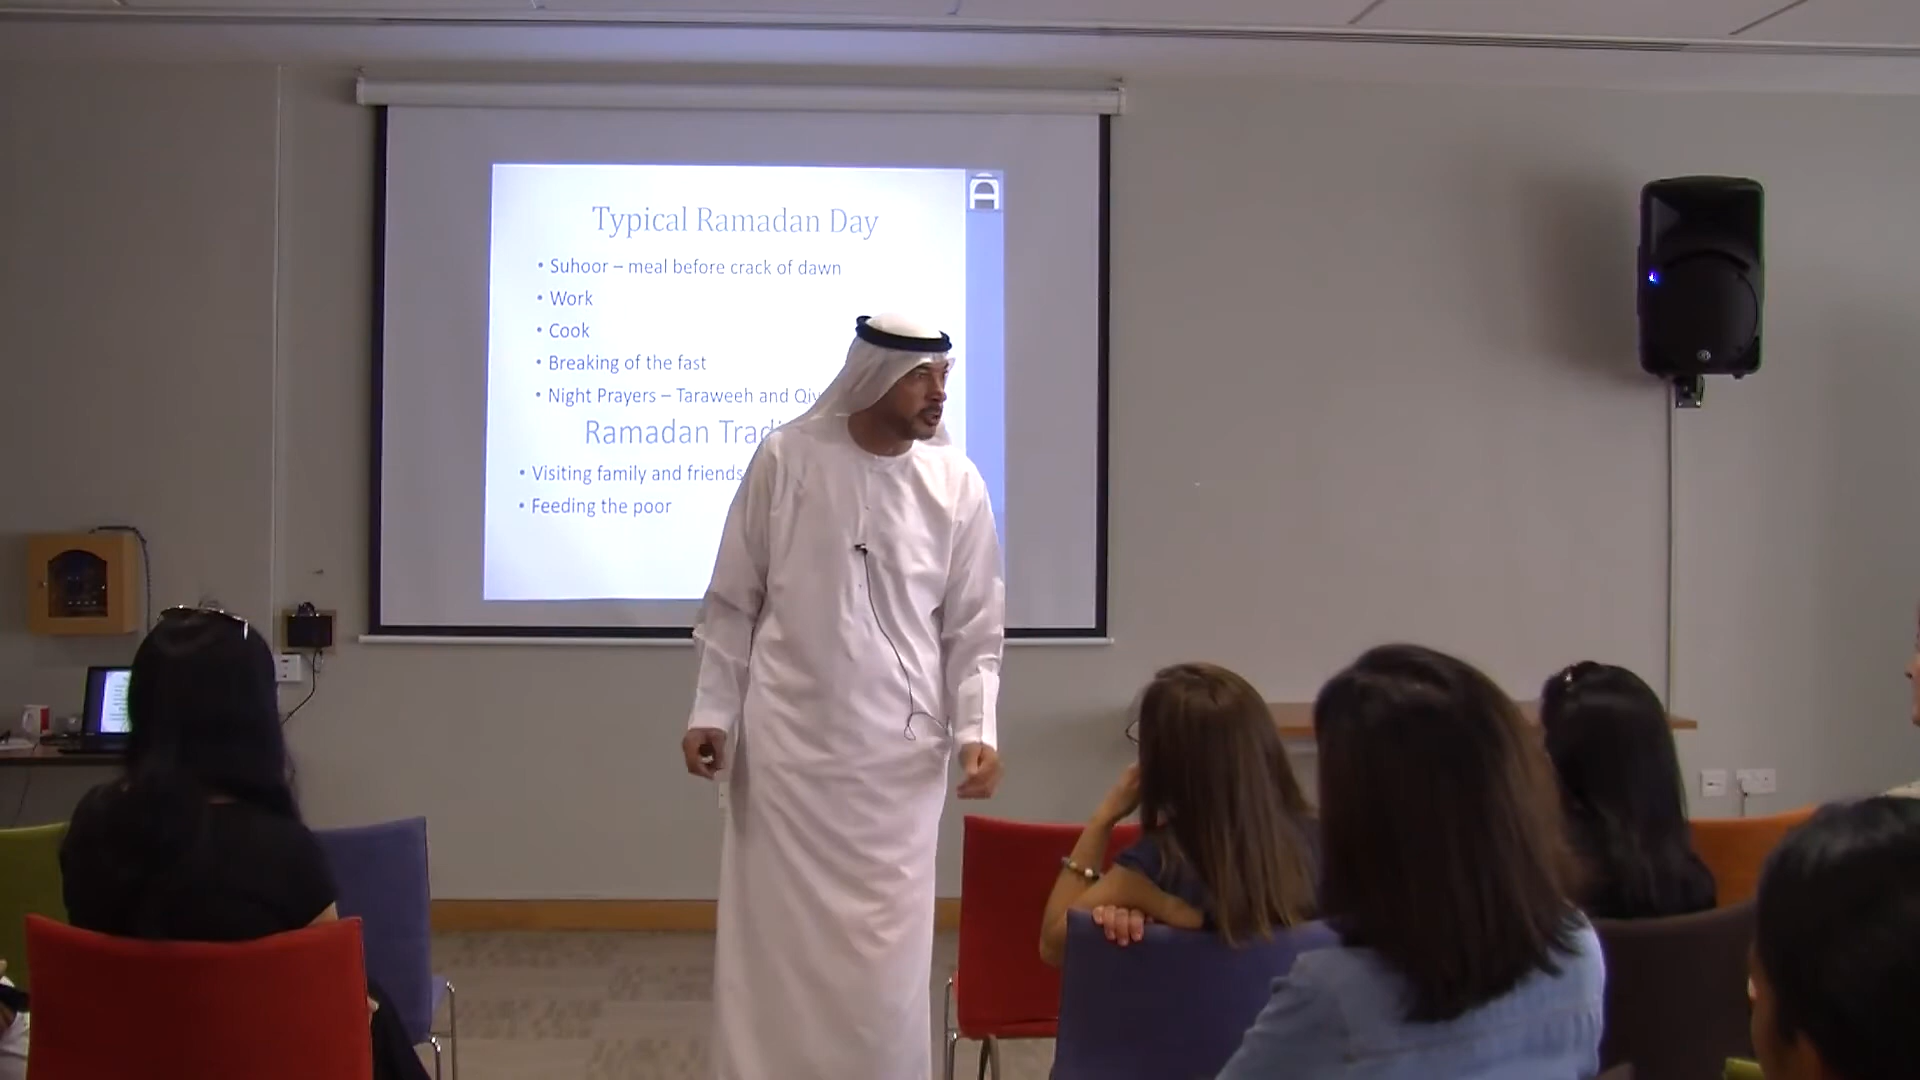 Typical Ramadan Day
• Suhoor – meal before crack of dawn
• Work
• Cook
• Breaking of the fast
• Night Prayers – Taraweeh and
Ramadan
• Visiting family and friends
• Feeding the poor